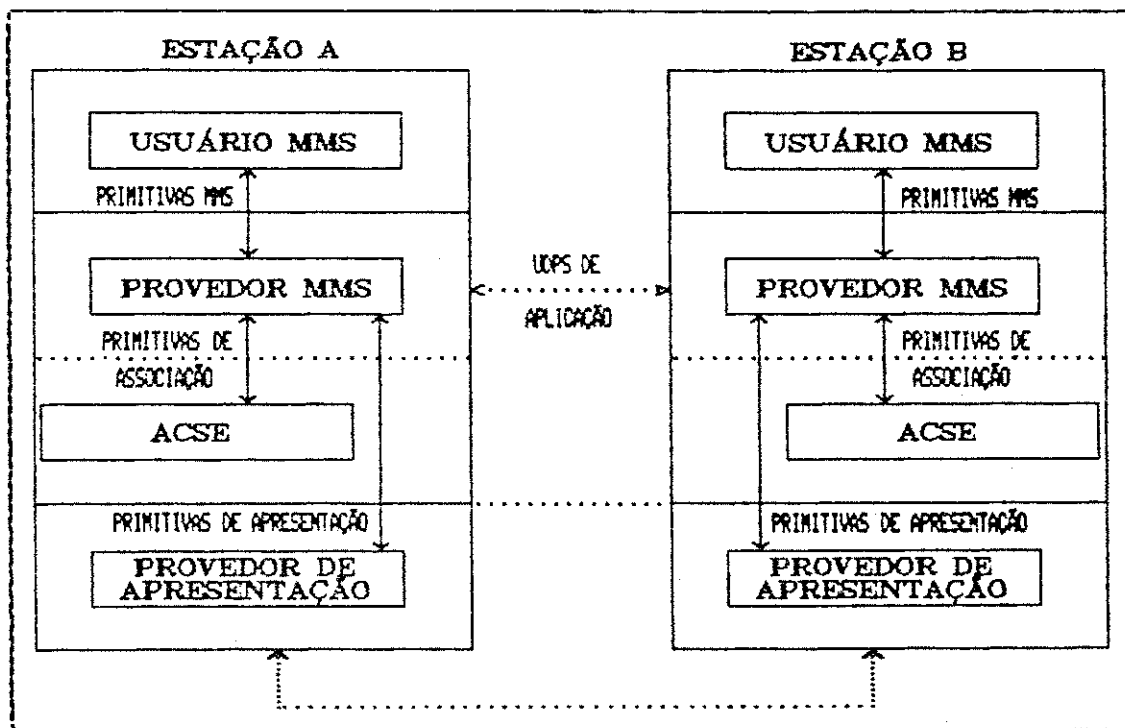 ESTAÇÃO A
USUÁRIO MMS
PRIMITIVAS MMS
PROVEDOR MMS
PRIMITIVAS DE
ASSOCIAÇÃO
ACSE
PRIMITIVAS DE APRESENTAÇÃO
PROVEDOR DE
APRESENTAÇÃO
UDPS DE
APLICAÇÃO
ESTAÇÃO B
USUÁRIO MMS
PRIMITIVAS MMS
PROVEDOR MMS
PRIMITIVAS DE
ASSOCIAÇÃO
ACSE
PRIMITIVAS DE APRESENTAÇÃO
PROVEDOR DE
APRESENTAÇÃO